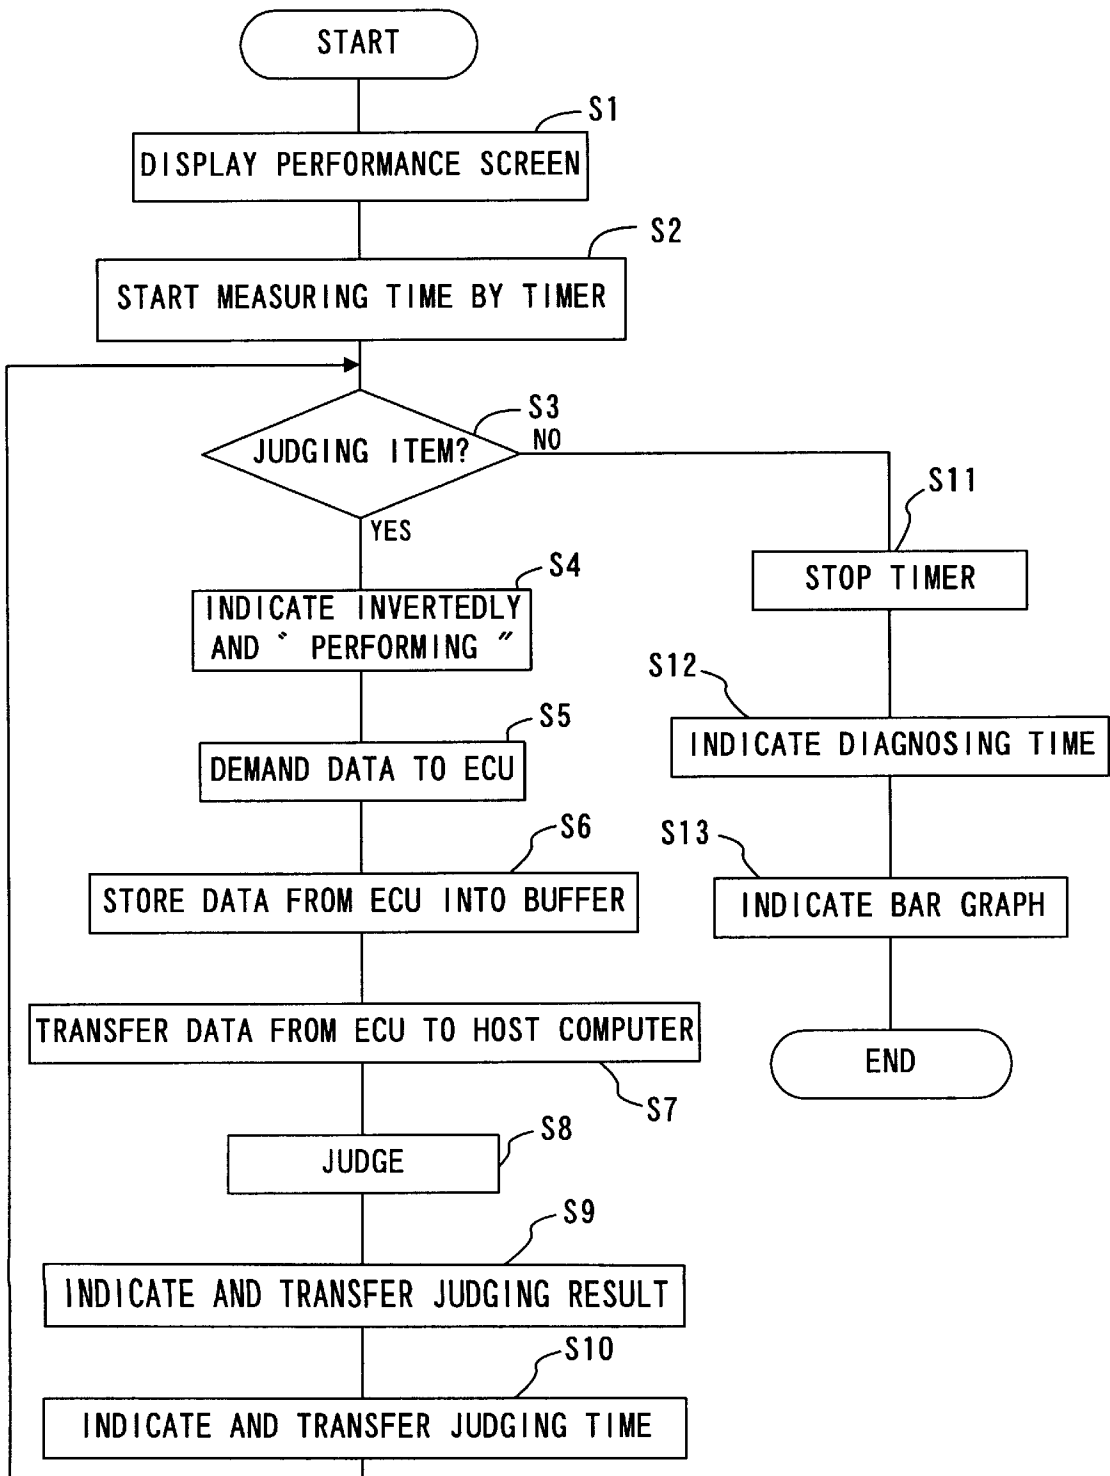 START
S1
DISPLAY PERFORMANCE SCREEN
S2
START MEASURING TIME BY TIMER
S3
JUDGING ITEM?
NO
YES
S4
INDICATE INVERTEDLY
AND ` PERFORMING "
S5
DEMAND DATA TO ECU
S6
STORE DATA FROM ECU INTO BUFFER
TRANSFER DATA FROM ECU TO HOST COMPUTER
S7
S8
JUDGE
S9
INDICATE AND TRANSFER JUDGING RESULT
S10
INDICATE AND TRANSFER JUDGING TIME
S11
STOP TIMER
S12
INDICATE DIAGNOSING TIME
S13
INDICATE BAR GRAPH
END